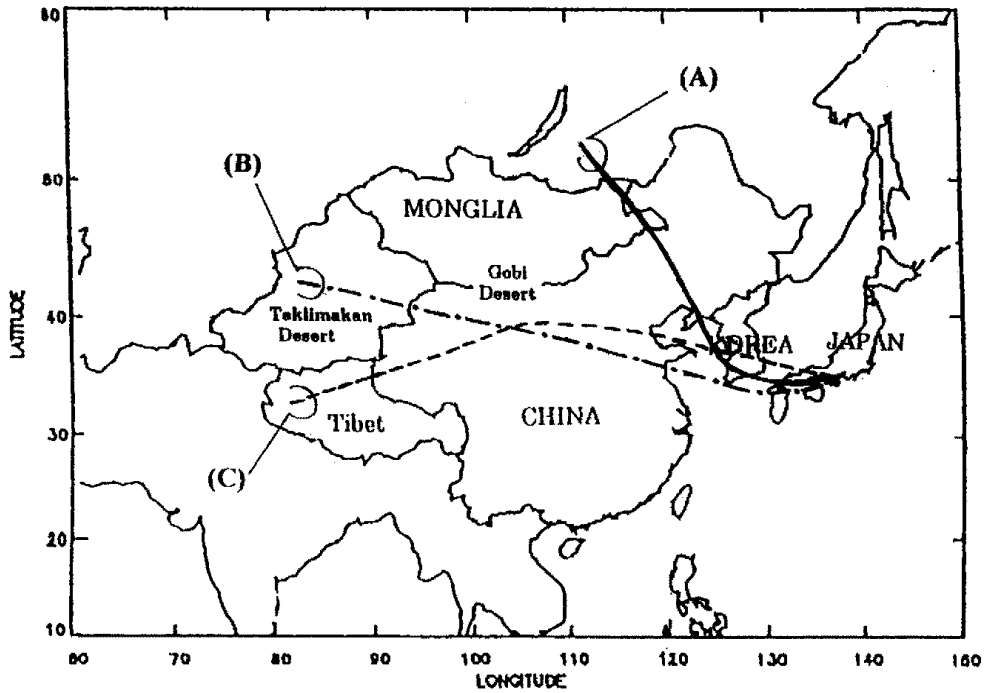 60
50
40
30
20
10
LATITUDE
(A)
(B)
MONGLIA
Gobi
Desert
Teklimakan
Desert
KOREA
JAPAN
CHINA
Tibet
(C)
60 70 80 90 100 110 120 130 140 150
LONGITUDE